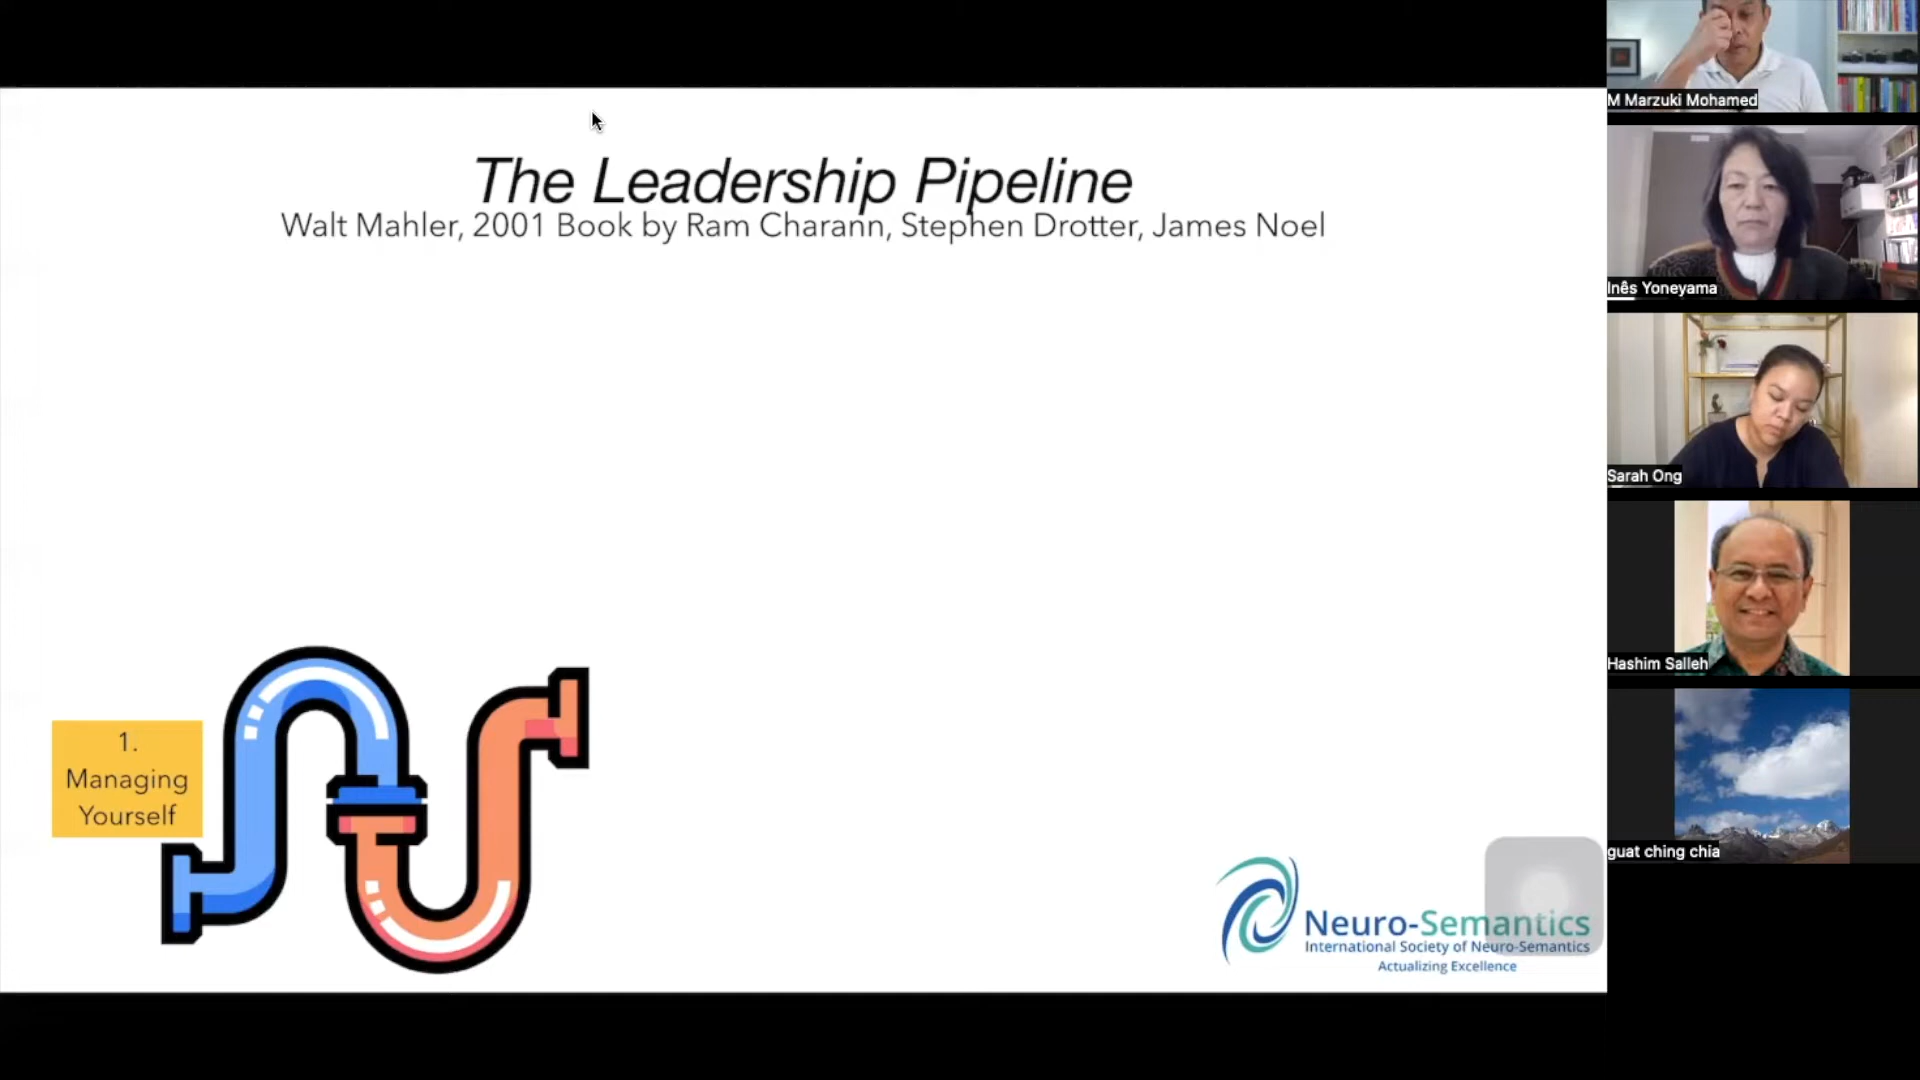 The Leadership Pipeline
Walt Mahler, 2001 Book by Ram Charann, Stephen Drotter, James Noel
1.
Managing
Yourself
Neuro-Semantics
International Society of Neuro-Semantics
Actualizing Excellence
M Marzuki Mohamed
Inês Yoneyama
Sarah Ong
Hashim Salleh
guat ching chia